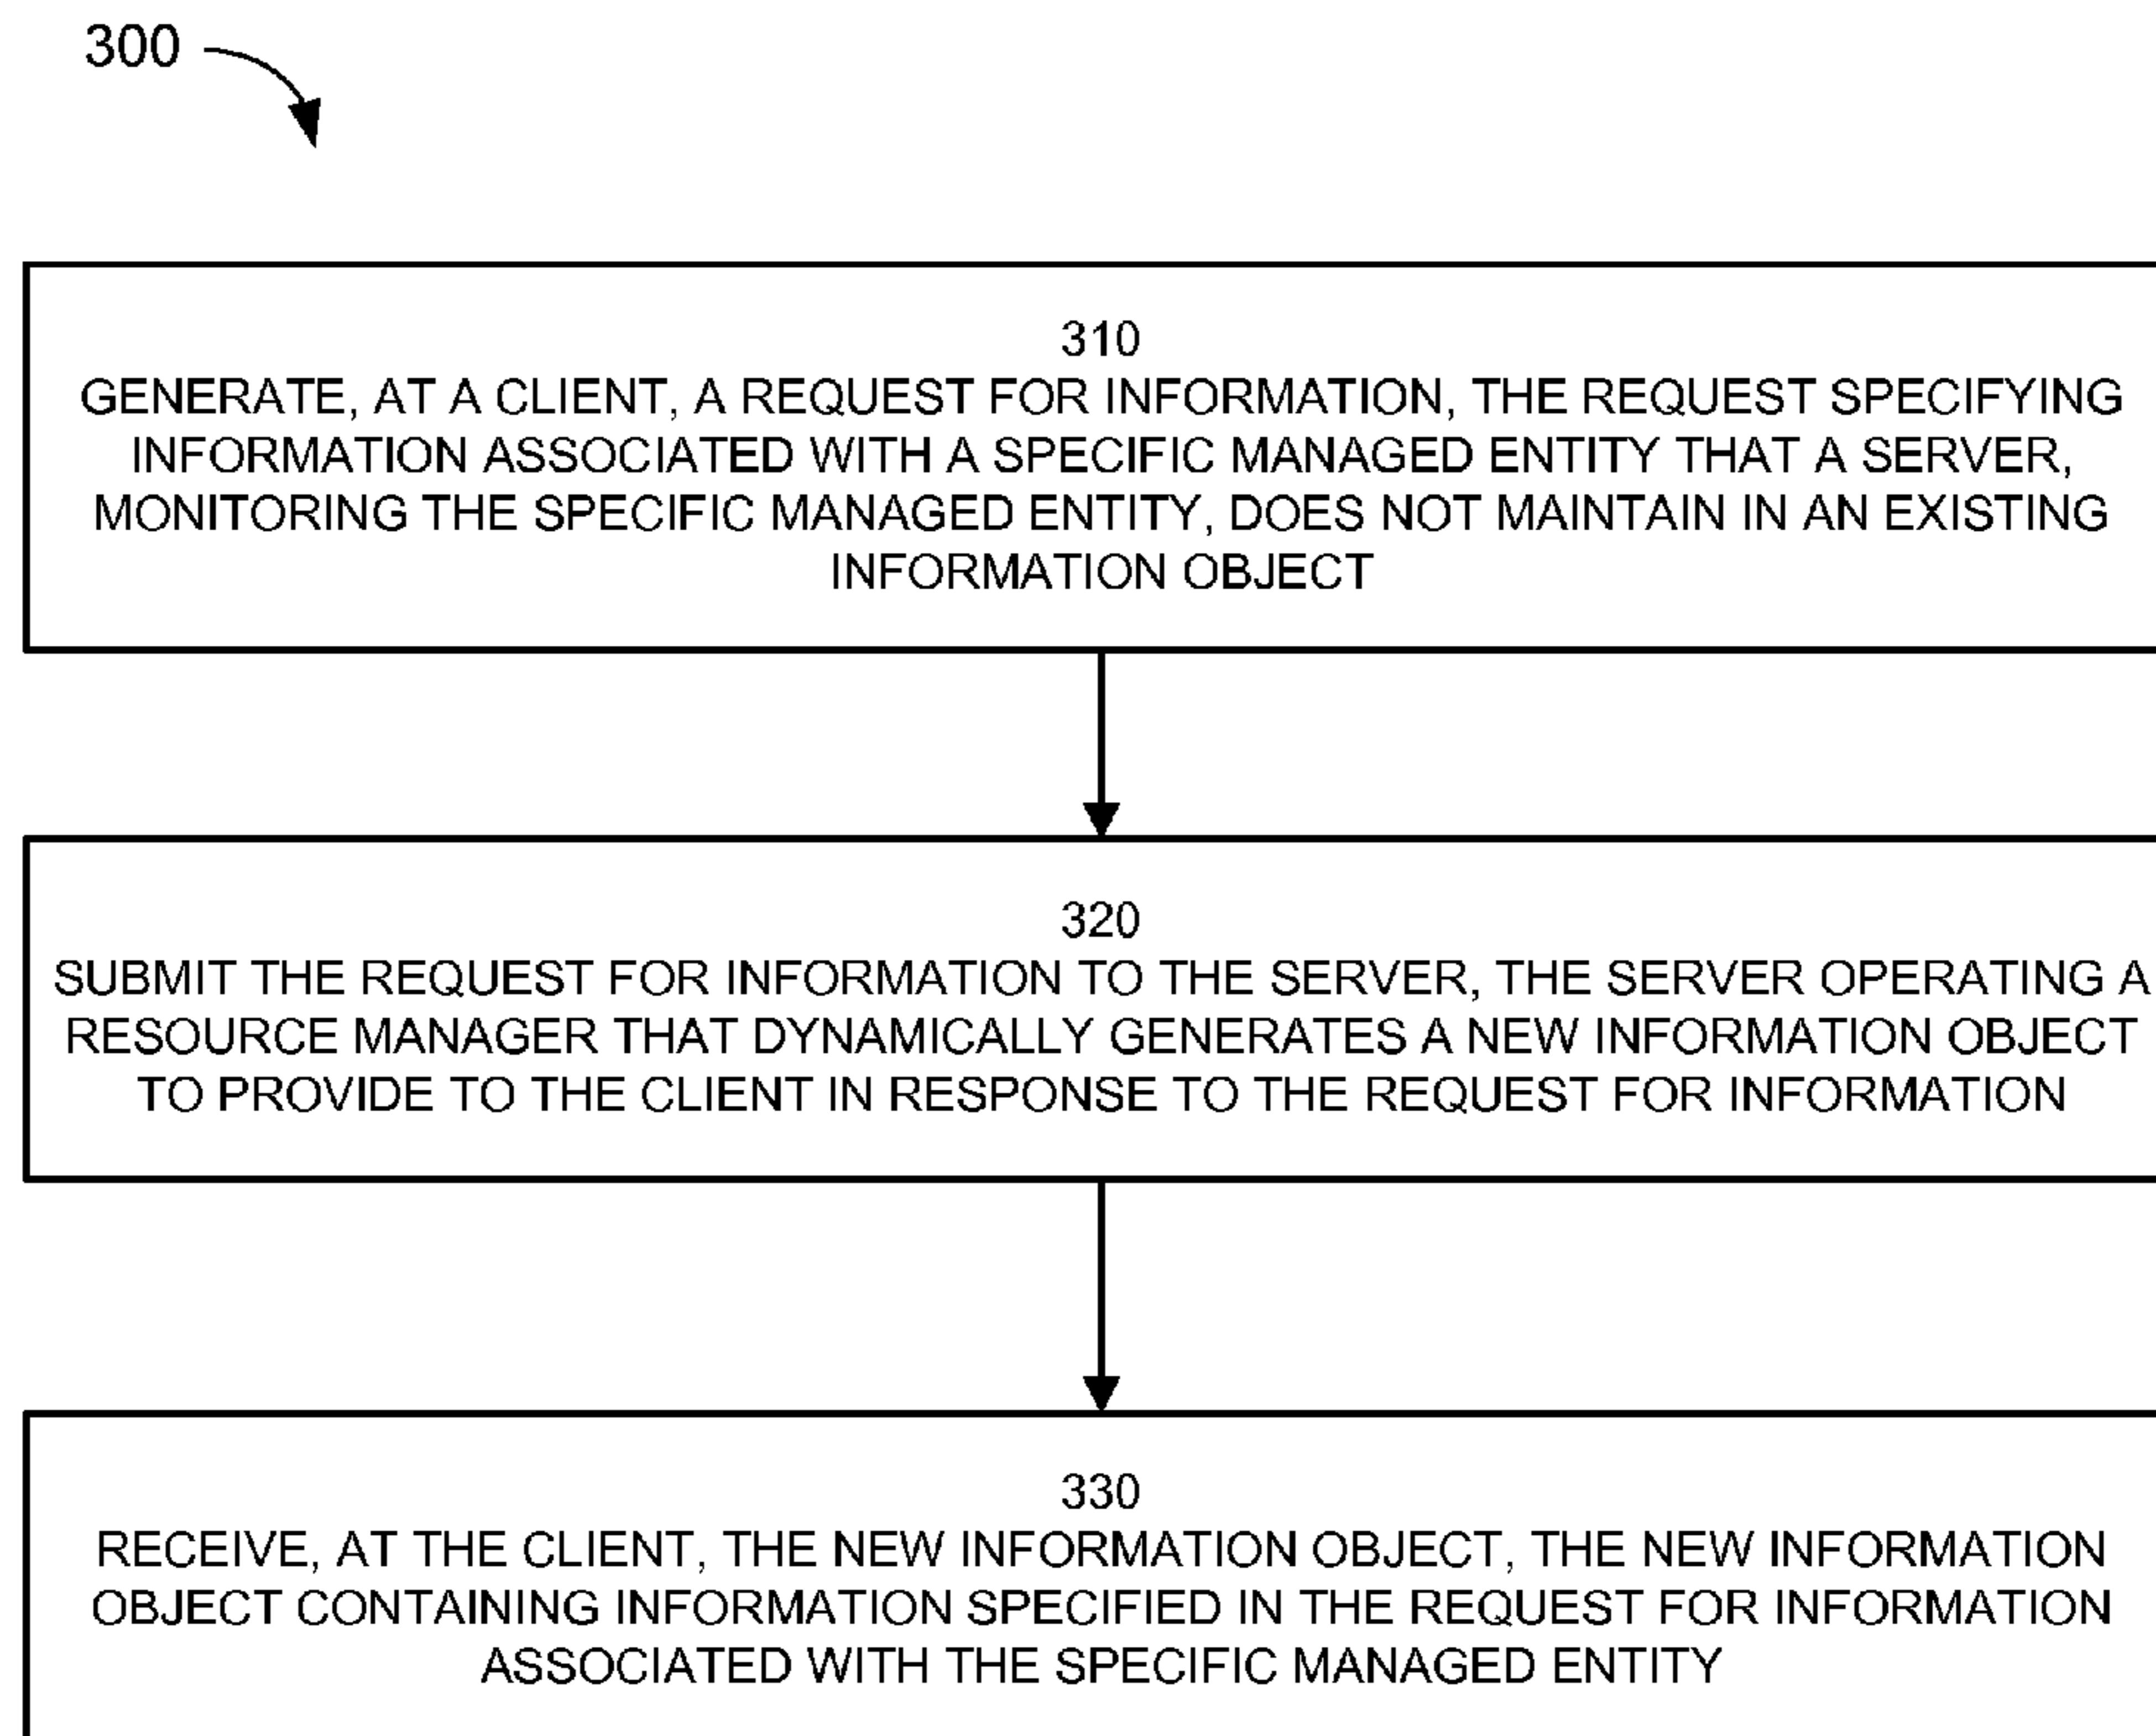 300
310
GENERATE, AT A CLIENT, A REQUEST FOR INFORMATION, THE REQUEST SPECIFYING
INFORMATION ASSOCIATED WITH A SPECIFIC MANAGED ENTITY THAT A SERVER,
MONITORING THE SPECIFIC MANAGED ENTITY, DOES NOT MAINTAIN IN AN EXISTING
INFORMATION OBJECT
320
SUBMIT THE REQUEST FOR INFORMATION TO THE SERVER, THE SERVER OPERATING A
RESOURCE MANAGER THAT DYNAMICALLY GENERATES A NEW INFORMATION OBJECT
TO PROVIDE TO THE CLIENT IN RESPONSE TO THE REQUEST FOR INFORMATION
330
RECEIVE, AT THE CLIENT, THE NEW INFORMATION OBJECT, THE NEW INFORMATION
OBJECT CONTAINING INFORMATION SPECIFIED IN THE REQUEST FOR INFORMATION
ASSOCIATED WITH THE SPECIFIC MANAGED ENTITY